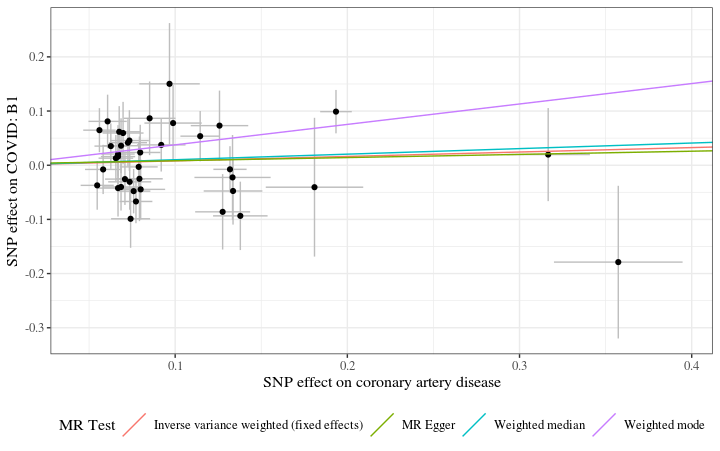 0.2
0.1
0.0
-0.1
-0.2
-0.3
SNP effect on COVID: B1
0.1 0.2 0.3 0.4
SNP effect on coronary artery disease
MR Test Inverse variance weighted (fixed effects) MR Egger Weighted median Weighted mode